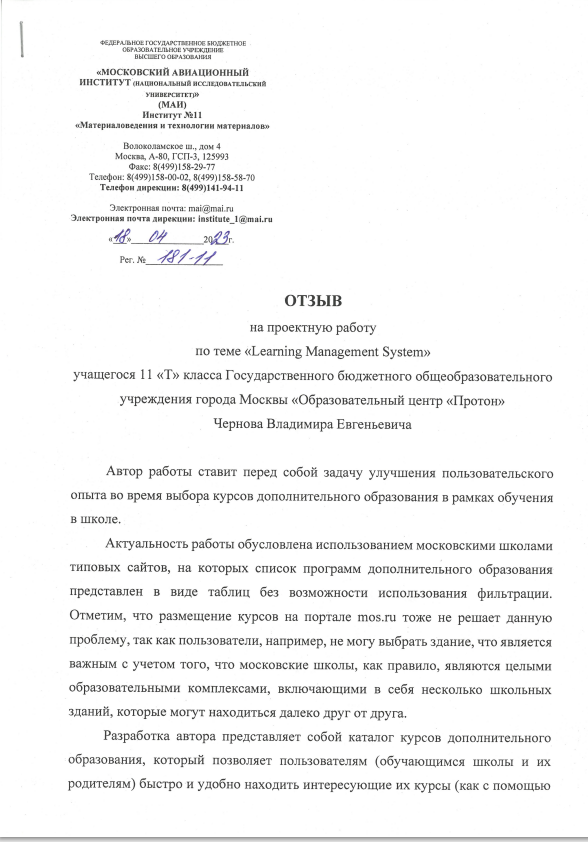 ФЕДЕРАЛЬНОЕ ГОСУДАРСТВЕННОЕ БЮДЖЕТНОЕ
ОБРАЗОВАТЕЛЬНОЕ УЧРЕЖДЕНИЕ
ВЫСШЕГО ОБРАЗОВАНИЯ
«МОСКОВСКИЙ АВИАЦИОННЫЙ
ИНСТИТУТ (НАЦИОНАЛЬНЫЙ ИССЛЕДОВАТЕЛЬСКИЙ
УНИВЕРСИТЕТ)»
(МАИ)
Институт №11
«Материаловедения и технологии материалов»
Волоколамское ш., дом 4
Москва, А-80, ГСП-3, 125993
Факс: 8(499)158-29-77
Телефон: 8(499)158-00-02, 8(499)158-58-70
Телефон дирекции: 8(499)141-94-11
Электронная почта: mai@mai.ru
Электронная почта дирекции: institute_1@mai.ru
«18» 04 2023г.
Рег. № 181-11
ОТЗЫВ
на проектную работу
по теме «Learning Management System»
учащегося 11 «Т» класса Государственного бюджетного общеобразовательного
учреждения города Москвы «Образовательный центр «Протон»
Чернова Владимира Евгеньевича
Автор работы ставит перед собой задачу улучшения пользовательского
опыта во время выбора курсов дополнительного образования в рамках обучения
в школе.
Актуальность работы обусловлена использованием московскими школами
типовых сайтов, на которых список программ дополнительного образования
представлен в виде таблиц без возможности использования фильтрации.
Отметим, что размещение курсов на портале mos.ru тоже не решает данную
проблему, так как пользователи, например, не могу выбрать здание, что является
важным с учетом того, что московские школы, как правило, являются целыми
образовательными комплексами, включающими в себя несколько школьных
зданий, которые могут находиться далеко друг от друга.
Разработка автора представляет собой каталог курсов дополнительного
образования, который позволяет пользователям (обучающимся школы и их
родителям) быстро и удобно находить интересующие их курсы (как с помощью